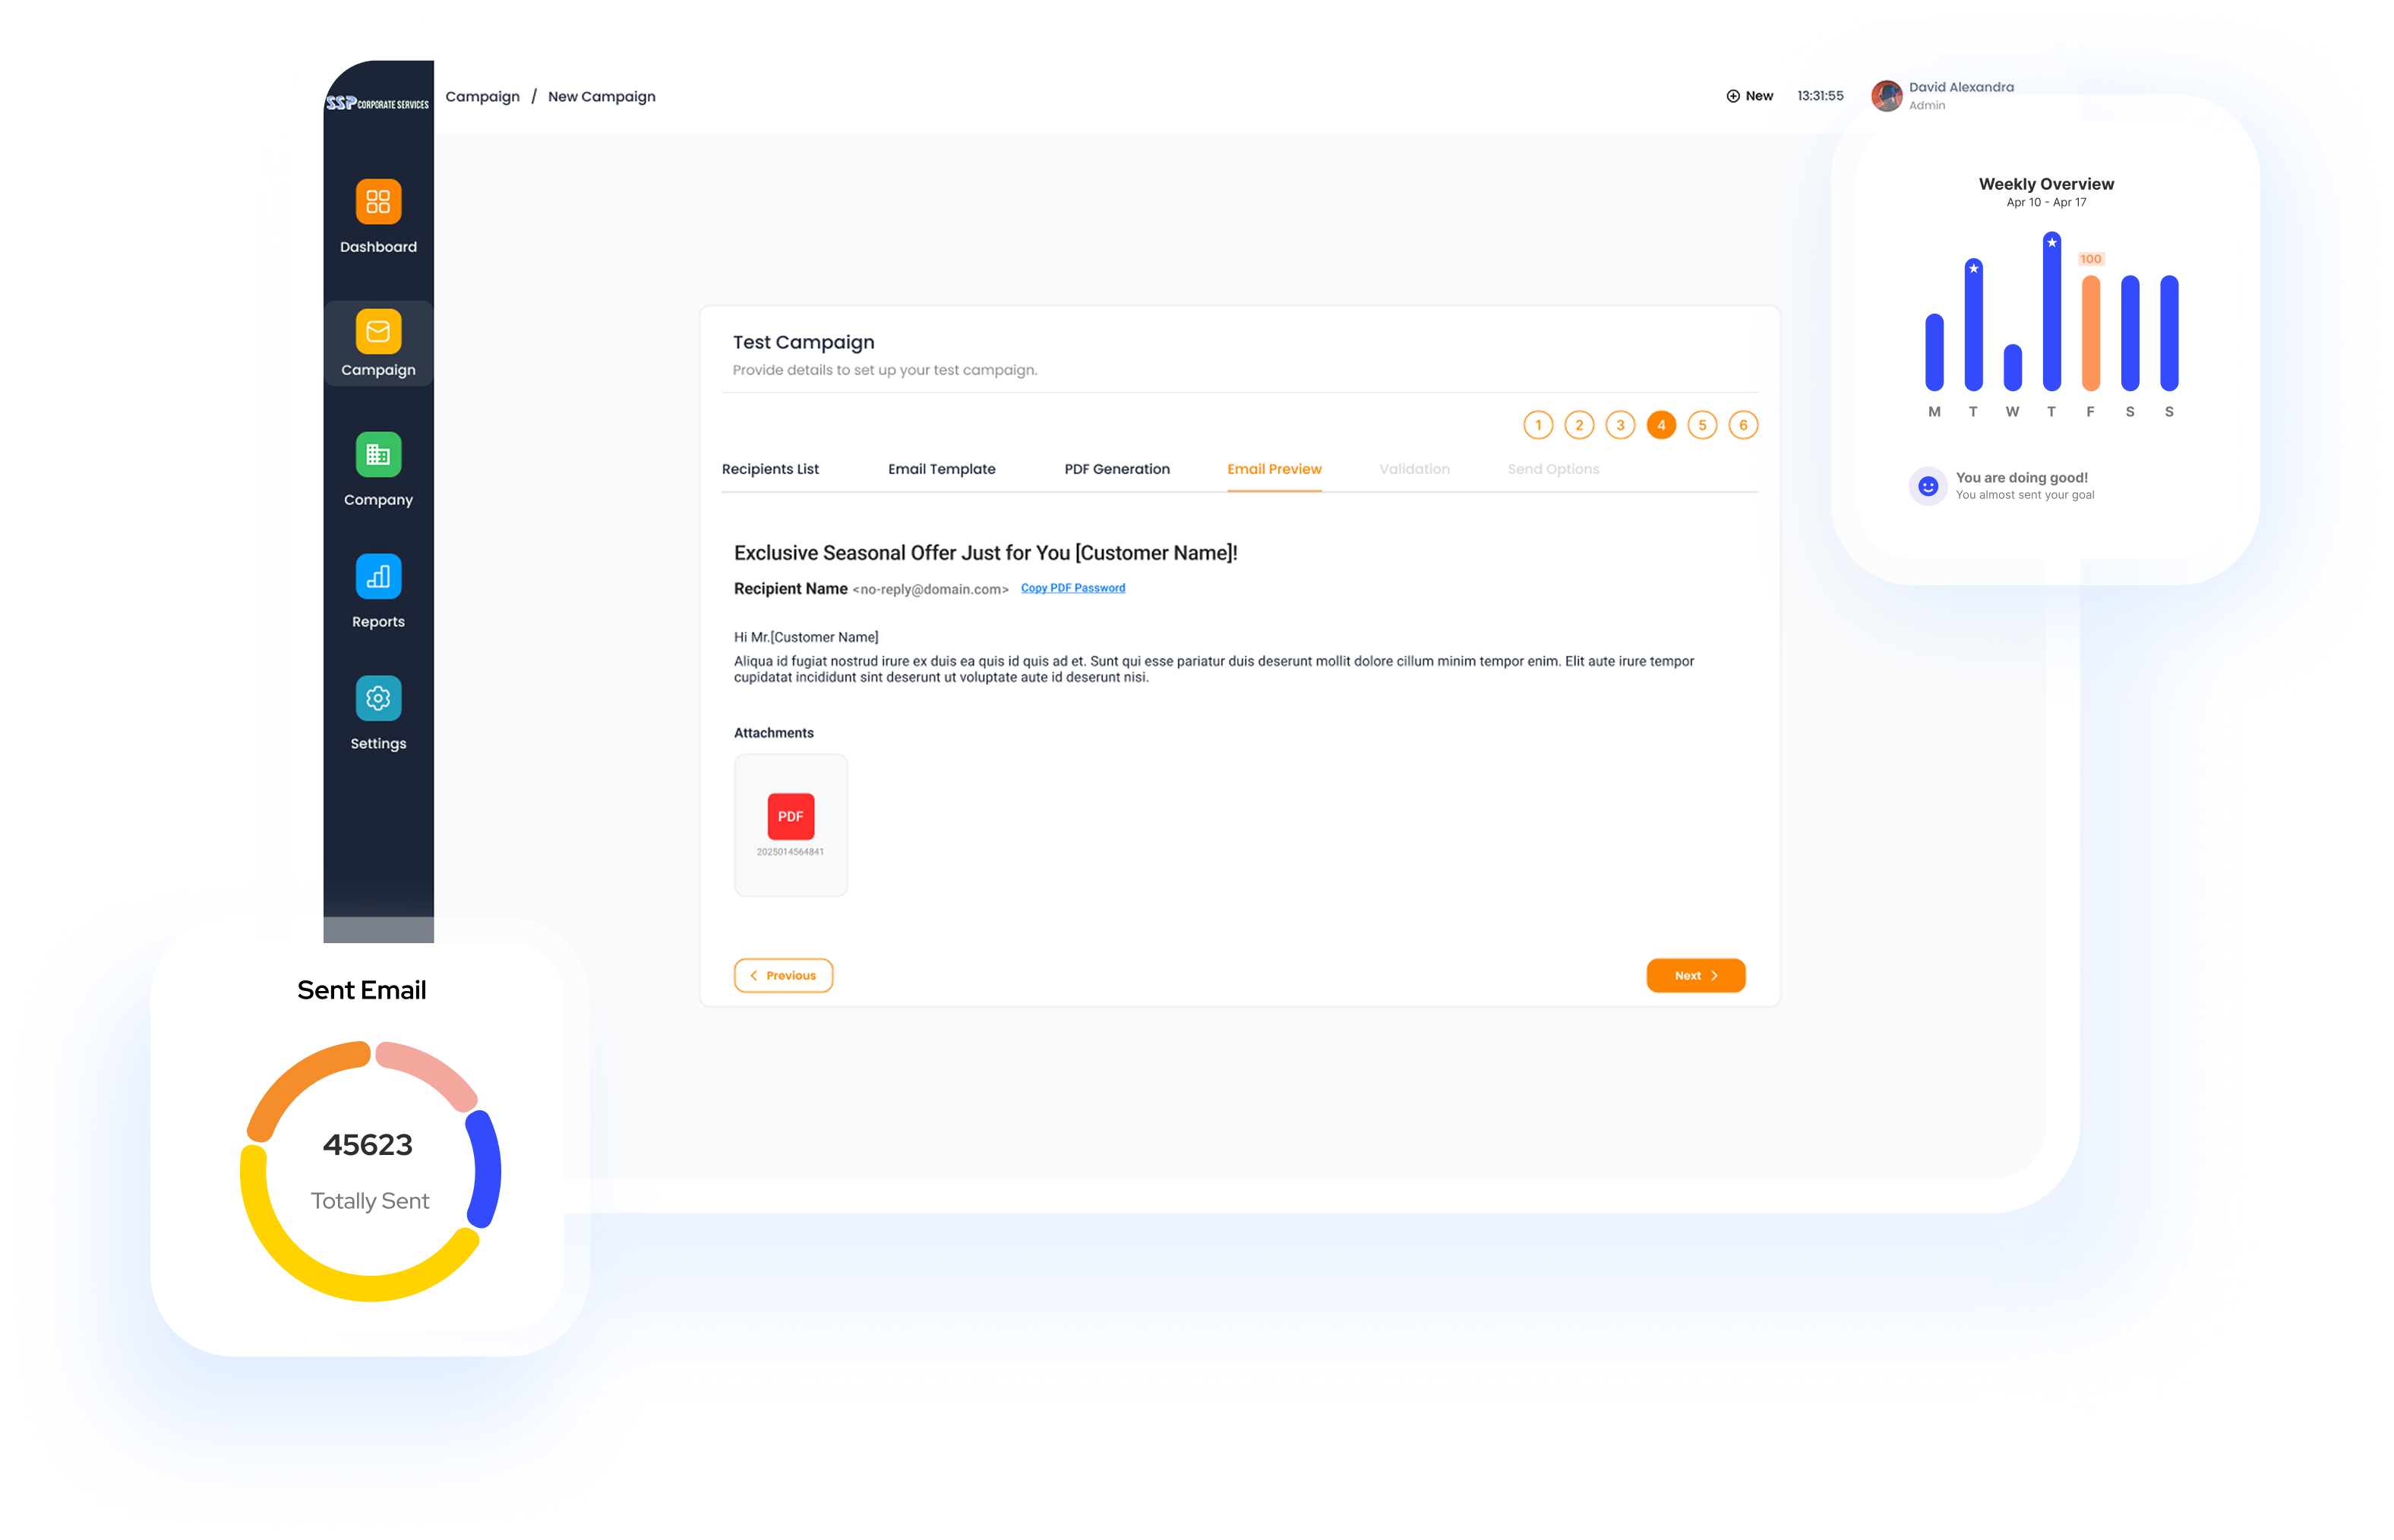 SSP CORPORATE SERVICES
Campaign / New Campaign
New
13:31:55
David Alexandra
Admin
Dashboard
Campaign
Company
Reports
Settings
Test Campaign
Provide details to set up your test campaign.
1 2 3 4 5 6
Recipients List
Email Template
PDF Generation
Email Preview
Validation
Send Options
Exclusive Seasonal Offer Just for You [Customer Name]!
Recipient Name <no-reply@domain.com> Copy PDF Password
Hi Mr.[Customer Name]
Aliqua id fugiat nostrud irure ex duis ea quis id quis ad et. Sunt qui esse pariatur duis deserunt mollit dolore cillum minim tempor enim. Elit aute irure tempor
cupidatat incididunt sint deserunt ut voluptate aute id deserunt nisi.
Attachments
PDF
2025014564841
Previous
Next
Weekly Overview
Apr 10 - Apr 17
100
M T W T F S S
You are doing good!
You almost sent your goal
Sent Email
45623
Totally Sent